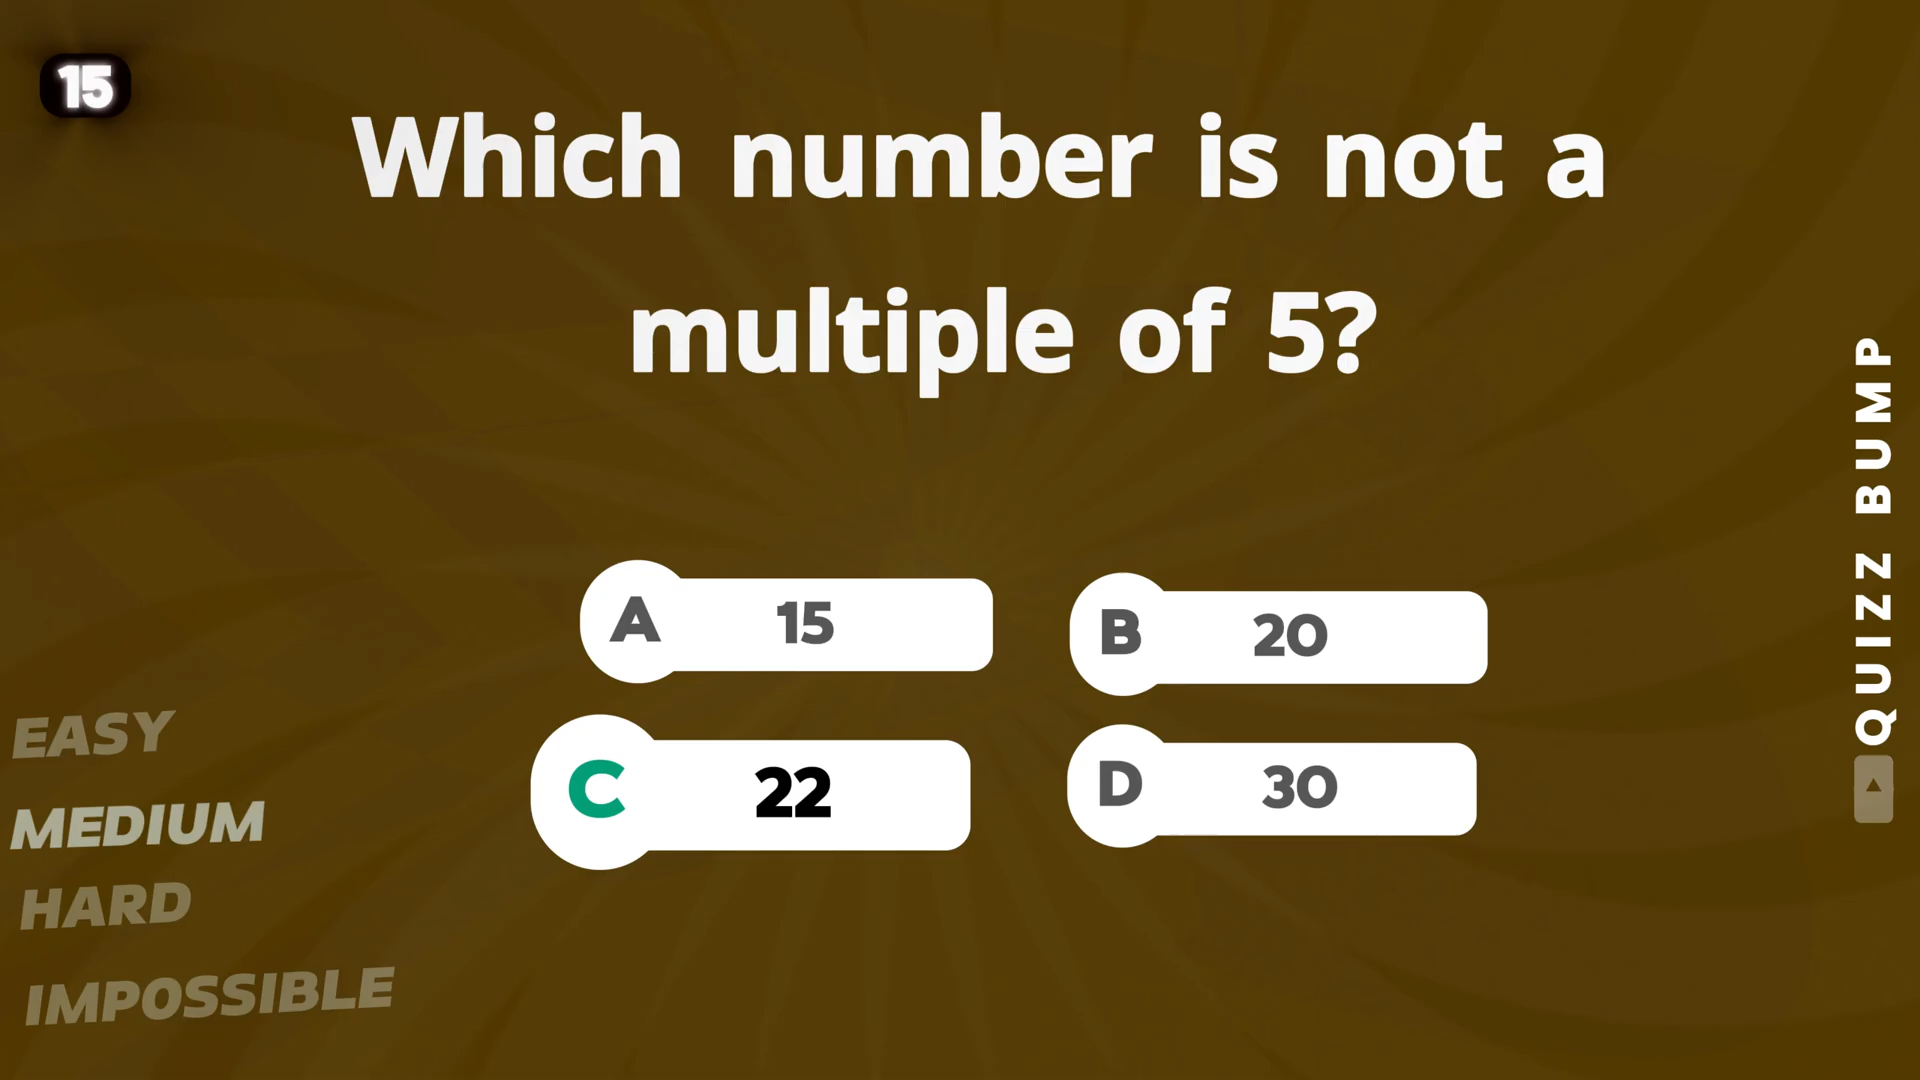 15
Which number is not a
multiple of 5?
A 15
B 20
C 22
D 30
EASY
MEDIUM
HARD
IMPOSSIBLE
QUIZZ BUMP